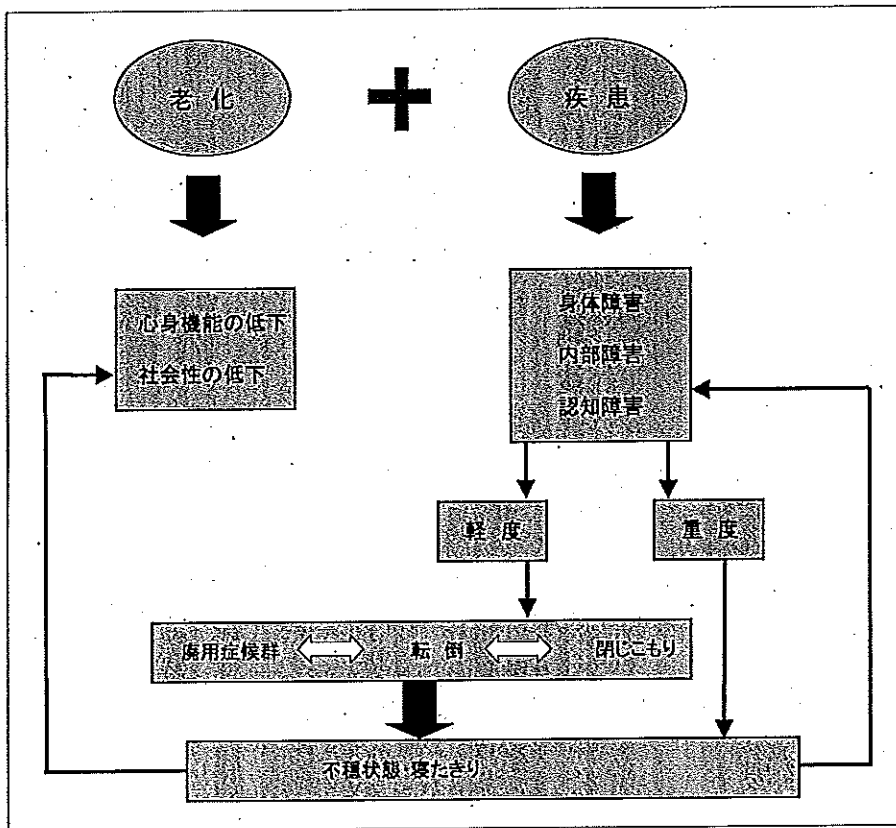 老化
疾患
心身機能の低下
社会性の低下
身体障害
内部障害
認知障害
軽度
重度
廃用症候群
転倒
閉じこもり
不穏状態・寝たきり